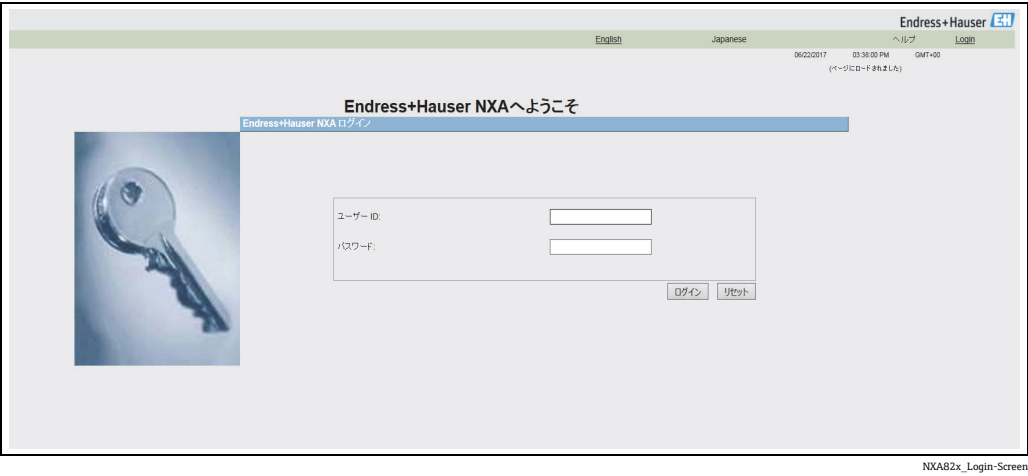 Endress+Hauser EH
English Japanese ヘルプ Login
06/22/2017 03:36:00 PM GMT+00
(ページにロードされました)
Endress+Hauser NXAへようこそ
Endress+Hauser NXA ログイン
ユーザー ID:
パスワード:
ログイン リセット
NXA82x_Login-Screen